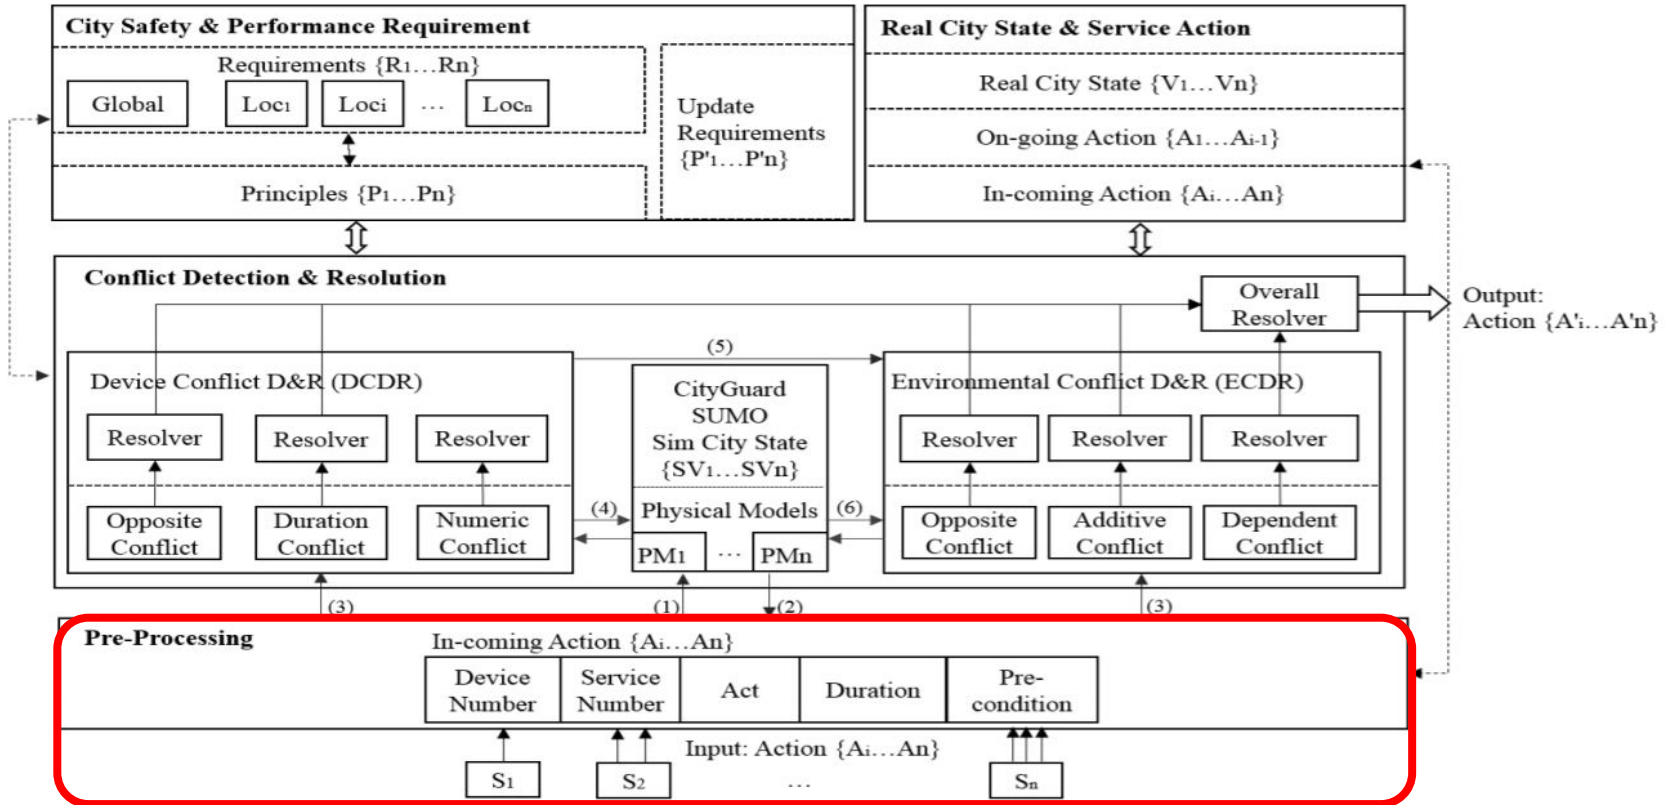 City Safety & Performance Requirement
Requirements {R1...Rn}
Global
Loc1
Loci
...
Locn
Principles {P1...Pn}
Update
Requirements
{P'1...P'n}
Real City State & Service Action
Real City State {V1...Vn}
On-going Action {A1...Ai-1}
In-coming Action {Ai...An}
Conflict Detection & Resolution
Overall
Resolver
Output:
Action {A'i...A'n}
Device Conflict D&R (DCDR)
Resolver
Resolver
Resolver
Opposite
Conflict
Duration
Conflict
Numeric
Conflict
(5)
CityGuard
SUMO
Sim City State
{SV1...SVn}
Physical Models
PM1
...
PMn
(4)
(6)
Environmental Conflict D&R (ECDR)
Resolver
Resolver
Resolver
Opposite
Conflict
Additive
Conflict
Dependent
Conflict
(3)
(1)
(2)
(3)
Pre-Processing
In-coming Action {Ai...An}
Device
Number
Service
Number
Act
Duration
Pre-
condition
Input: Action {Ai...An}
S1
S2
...
Sn